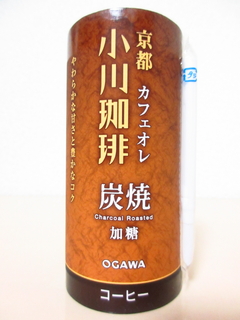 京都
小川珈琲
カフェオレ
やわらかな甘さと豊かなコク
炭焼
Charcoal Roasted
加糖
OGAWA
コーヒー